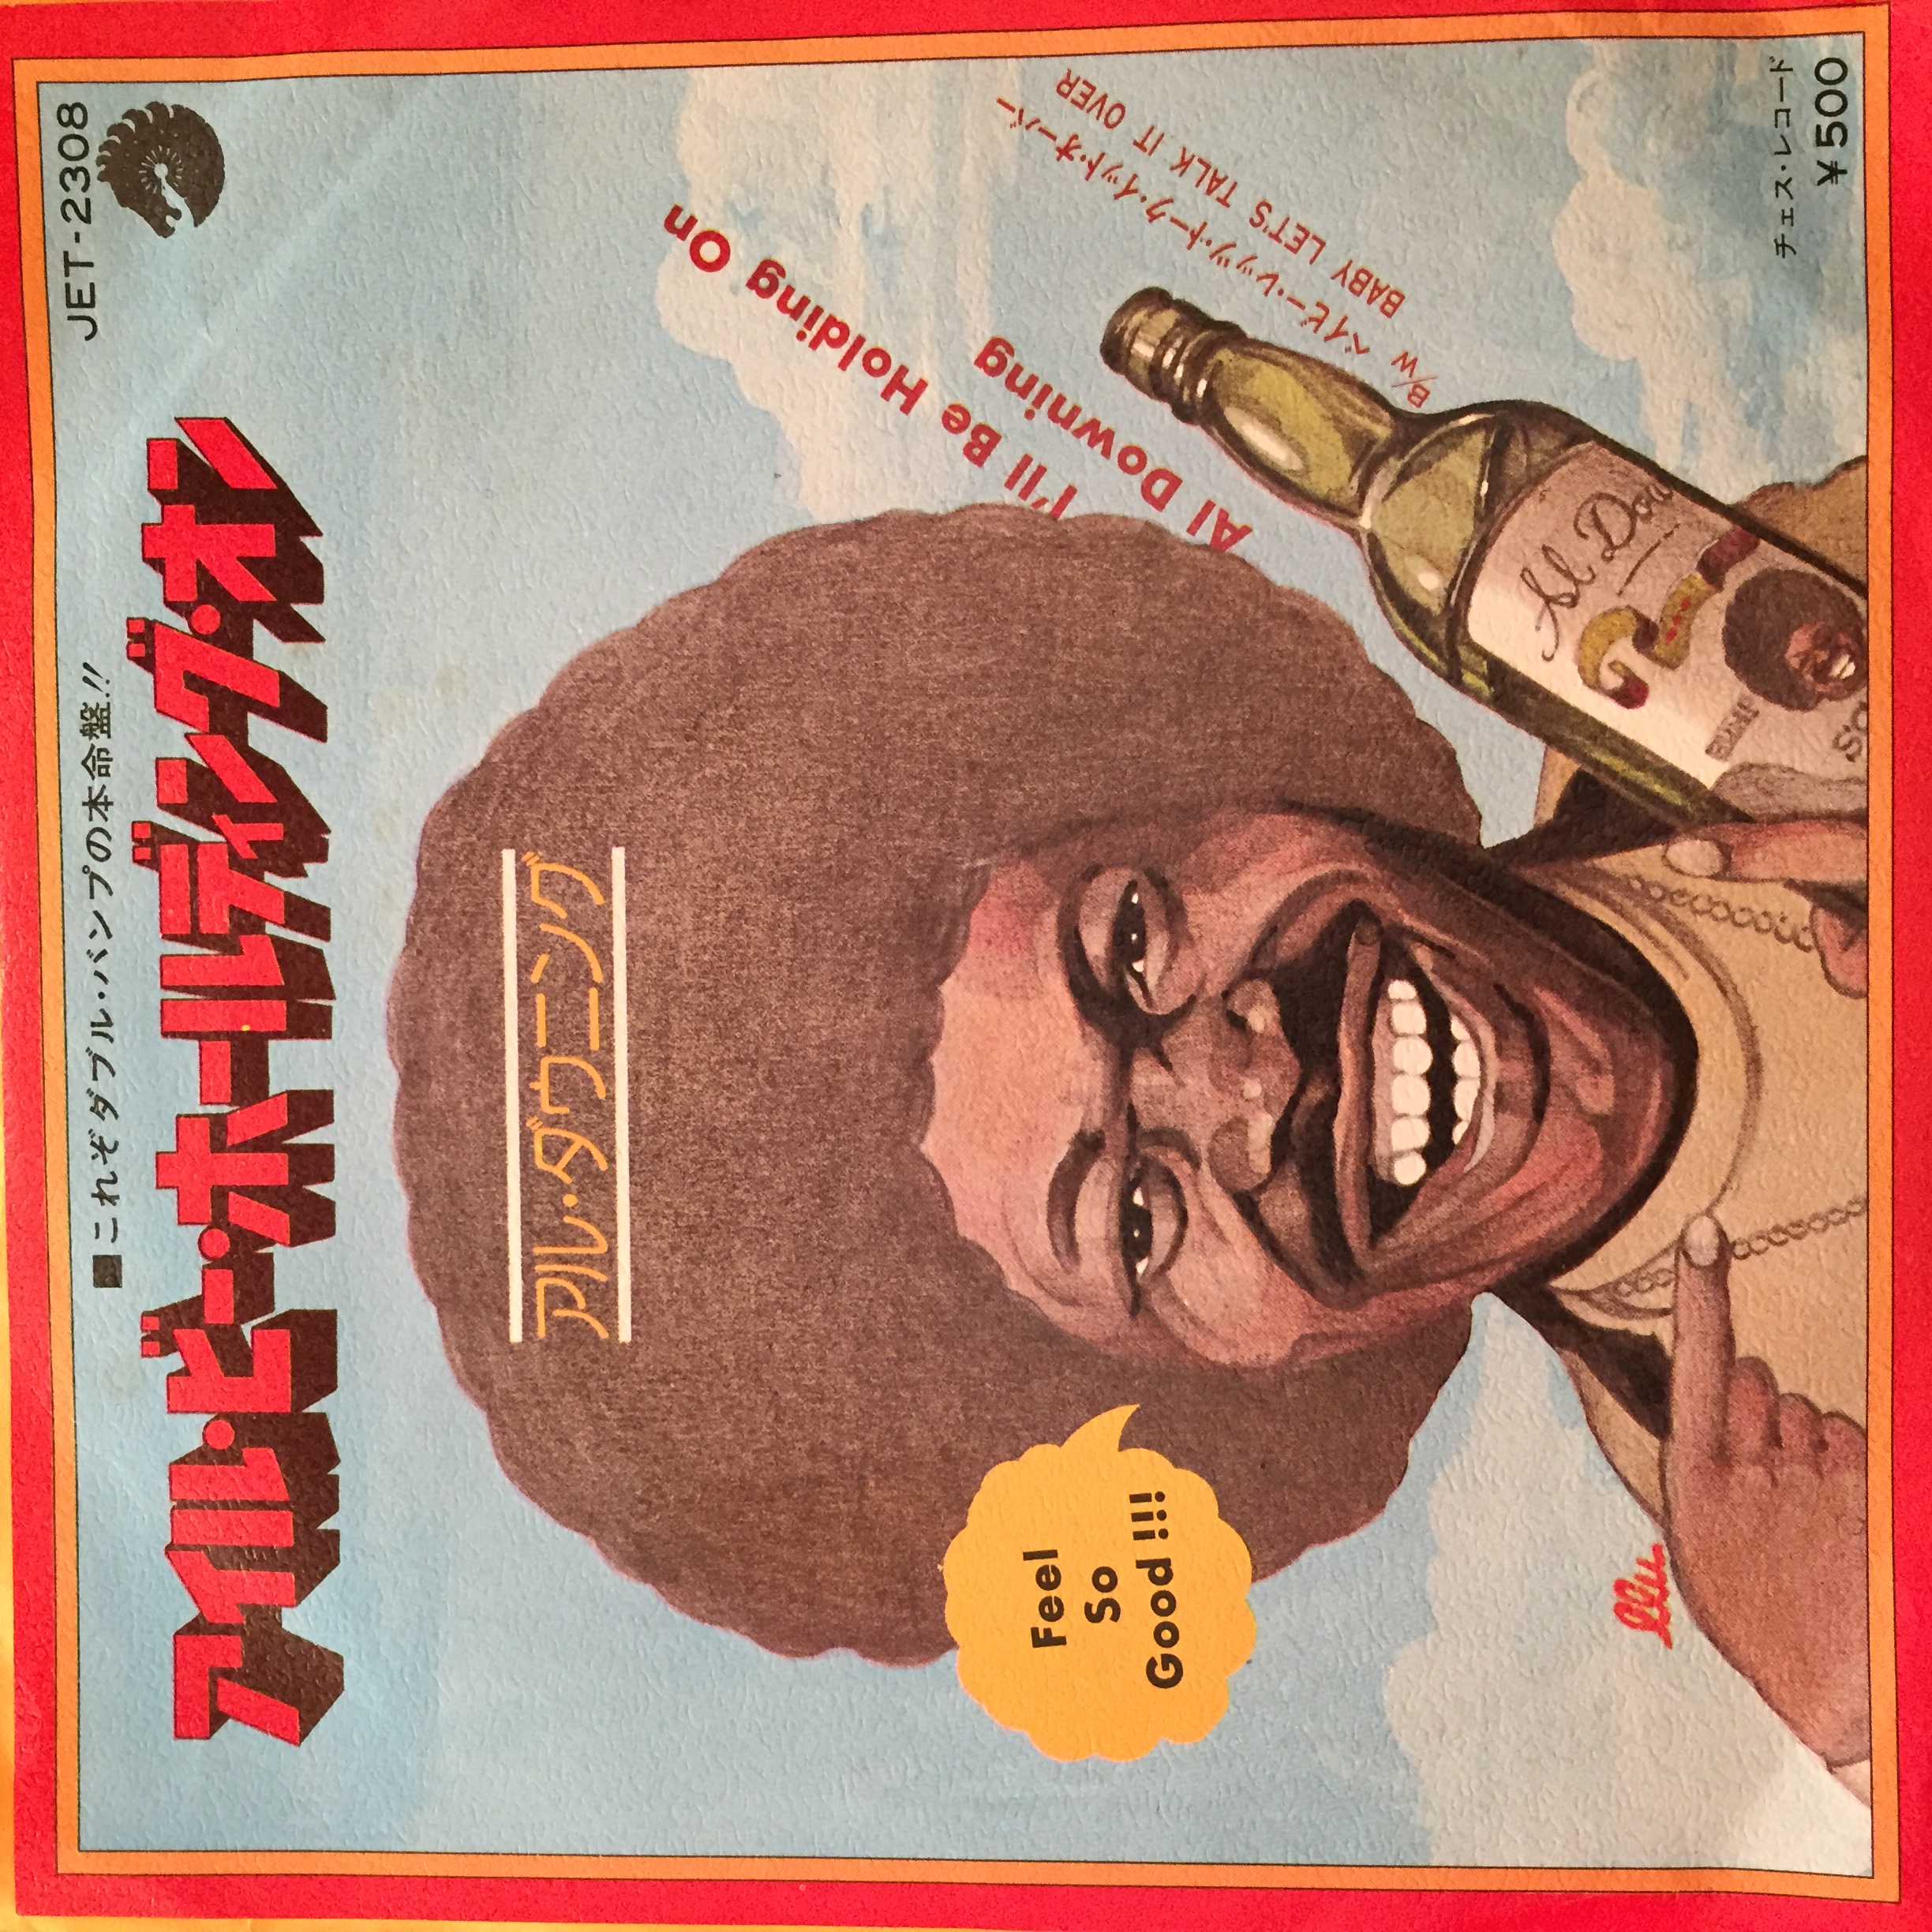 ■これぞダブル・バンプの本命盤!!
JET-2308
アイル・ビー・ホールディング・オン
アル・ダウニング
I'll Be Holding On
Al Downing
B/W ベイビー・レッツ・トーク・イット・オーバー
BABY LET'S TALK IT OVER
Feel
So
Good!!!
Al Dow
チェス・レコード
¥500